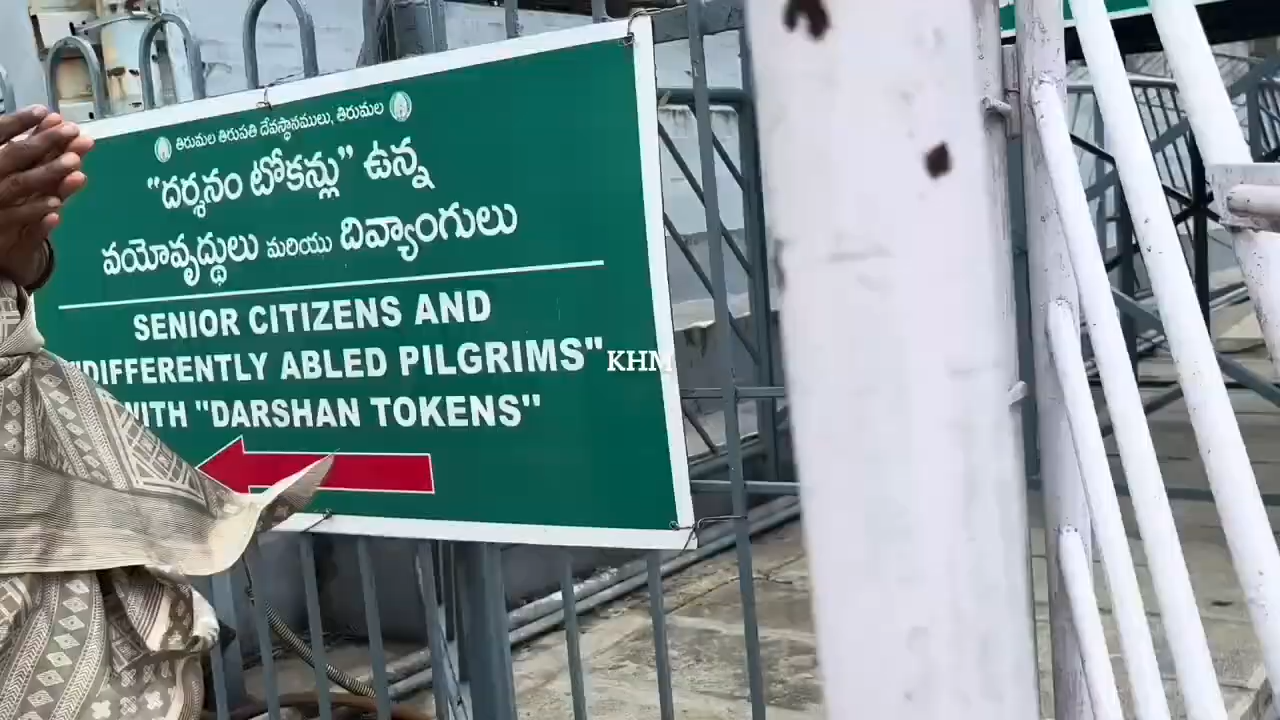 తిరుమల తిరుపతి దేవస్థానములు, తిరుమల
"దర్శనం టోకన్లు" ఉన్న
వయోవృద్ధులు మరియు దివ్యాంగులు
SENIOR CITIZENS AND
"DIFFERENTLY ABLED PILGRIMS"
WITH "DARSHAN TOKENS"
KHM